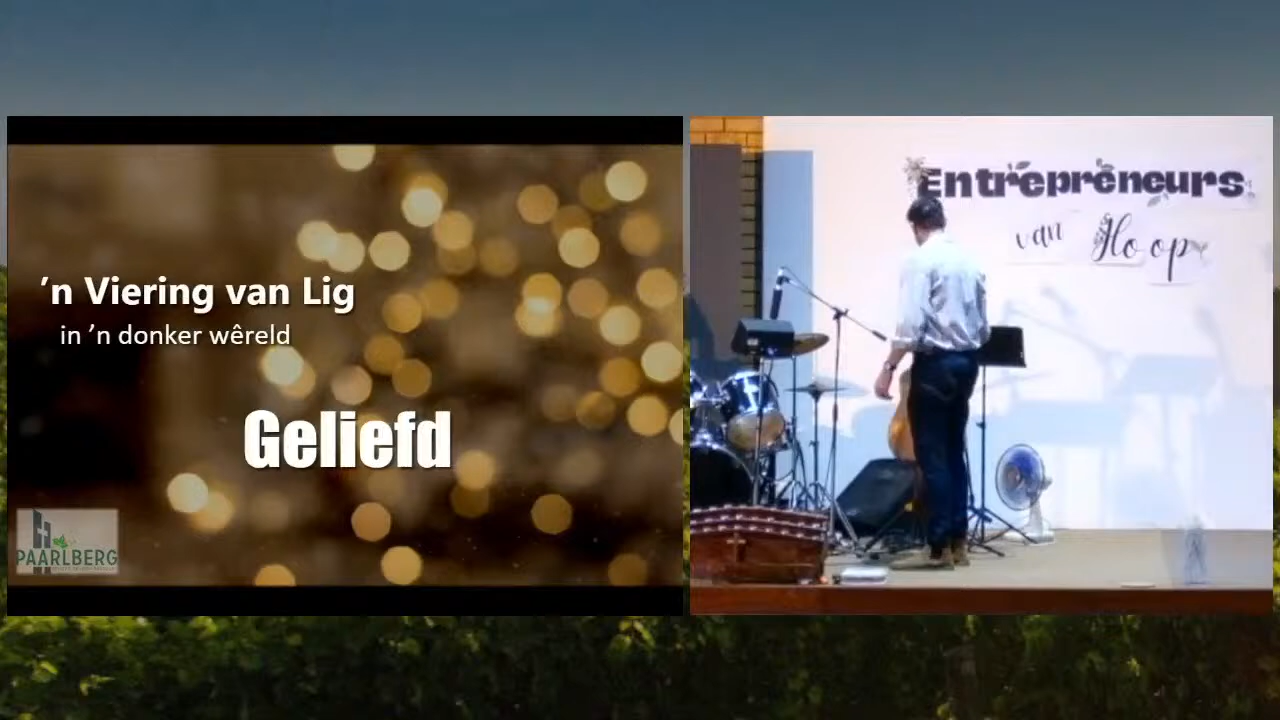 ’n Viering van Lig
in ’n donker wêreld
Geliefd
PAARLBERG
Entrepreneurs
van Hoop